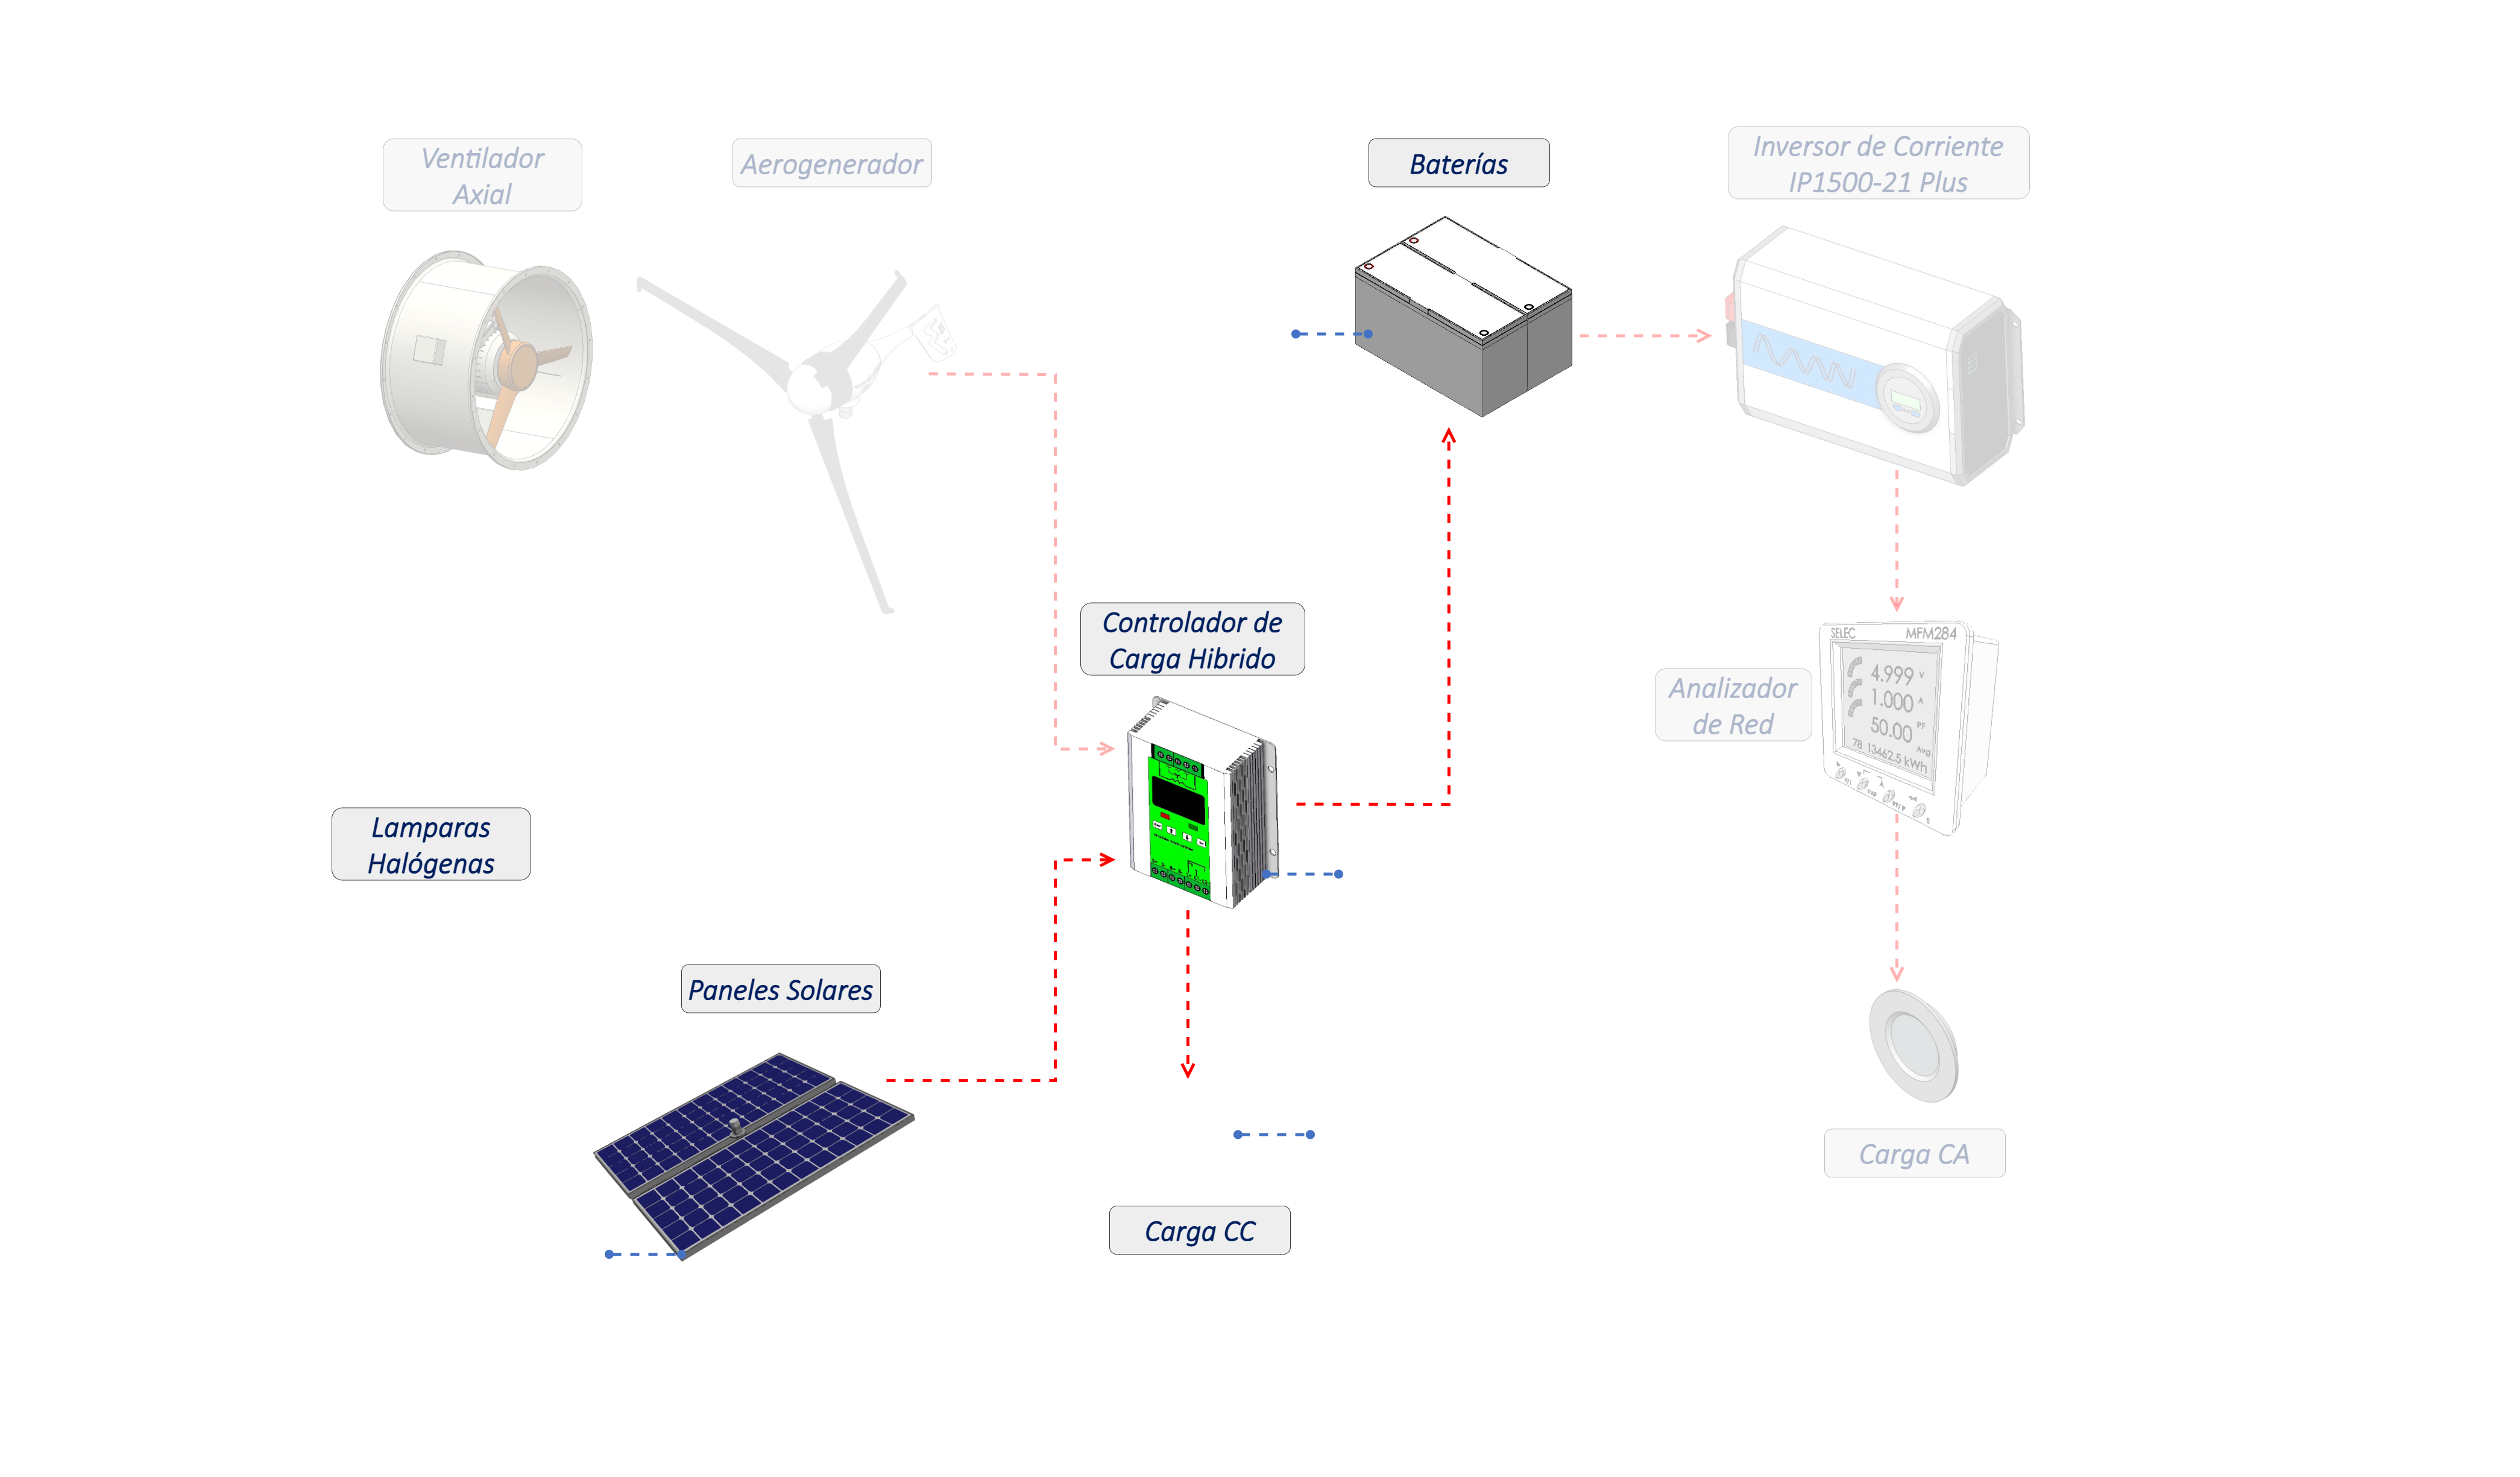 Ventilador
Axial
Aerogenerador
Baterías
Inversor de Corriente
IP1500-21 Plus
Controlador de
Carga Hibrido
SELEC MFM284
4.999 V
1.000 A
50.00 PF
Avg
78 13462.5 kWh
Analizador
de Red
Lamparas
Halógenas
Paneles Solares
Carga CA
Carga CC